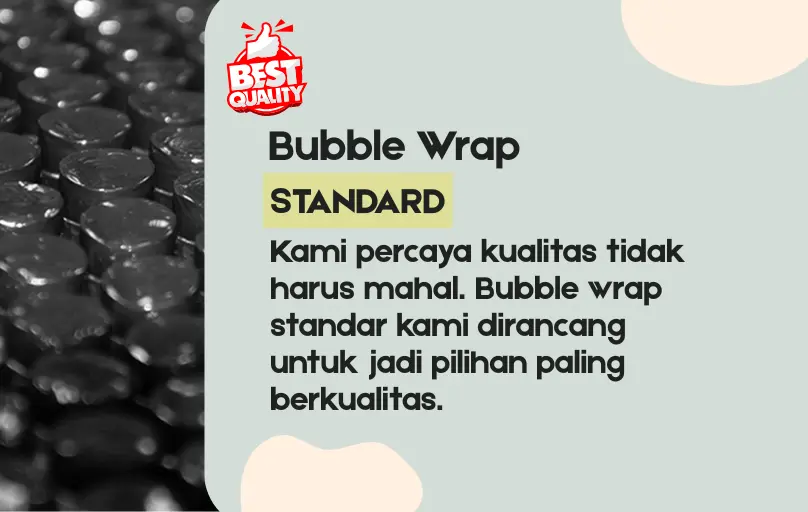 BEST
QUALITY
Bubble Wrap
STANDARD
Kami percaya kualitas tidak
harus mahal. Bubble wrap
standar kami dirancang
untuk jadi pilihan paling
berkualitas.